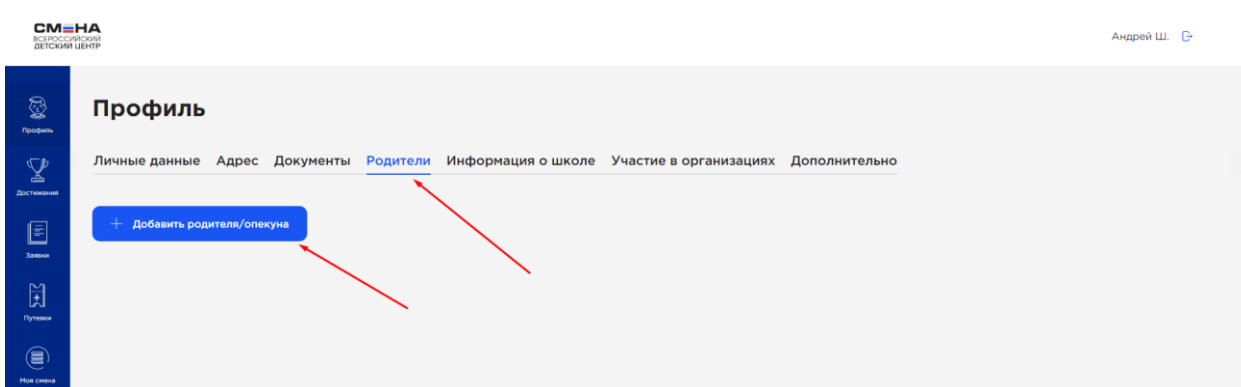 СМЕНА
ВСЕРОССИЙСКИЙ
ДЕТСКИЙ ЦЕНТР
Андрей Ш.
Профиль
Профиль
Личные данные Адрес Документы Родители Информация о школе Участие в организациях Дополнительно
Достижения
+ Добавить родителя/опекуна
Заявки
Путевки
Моя смена